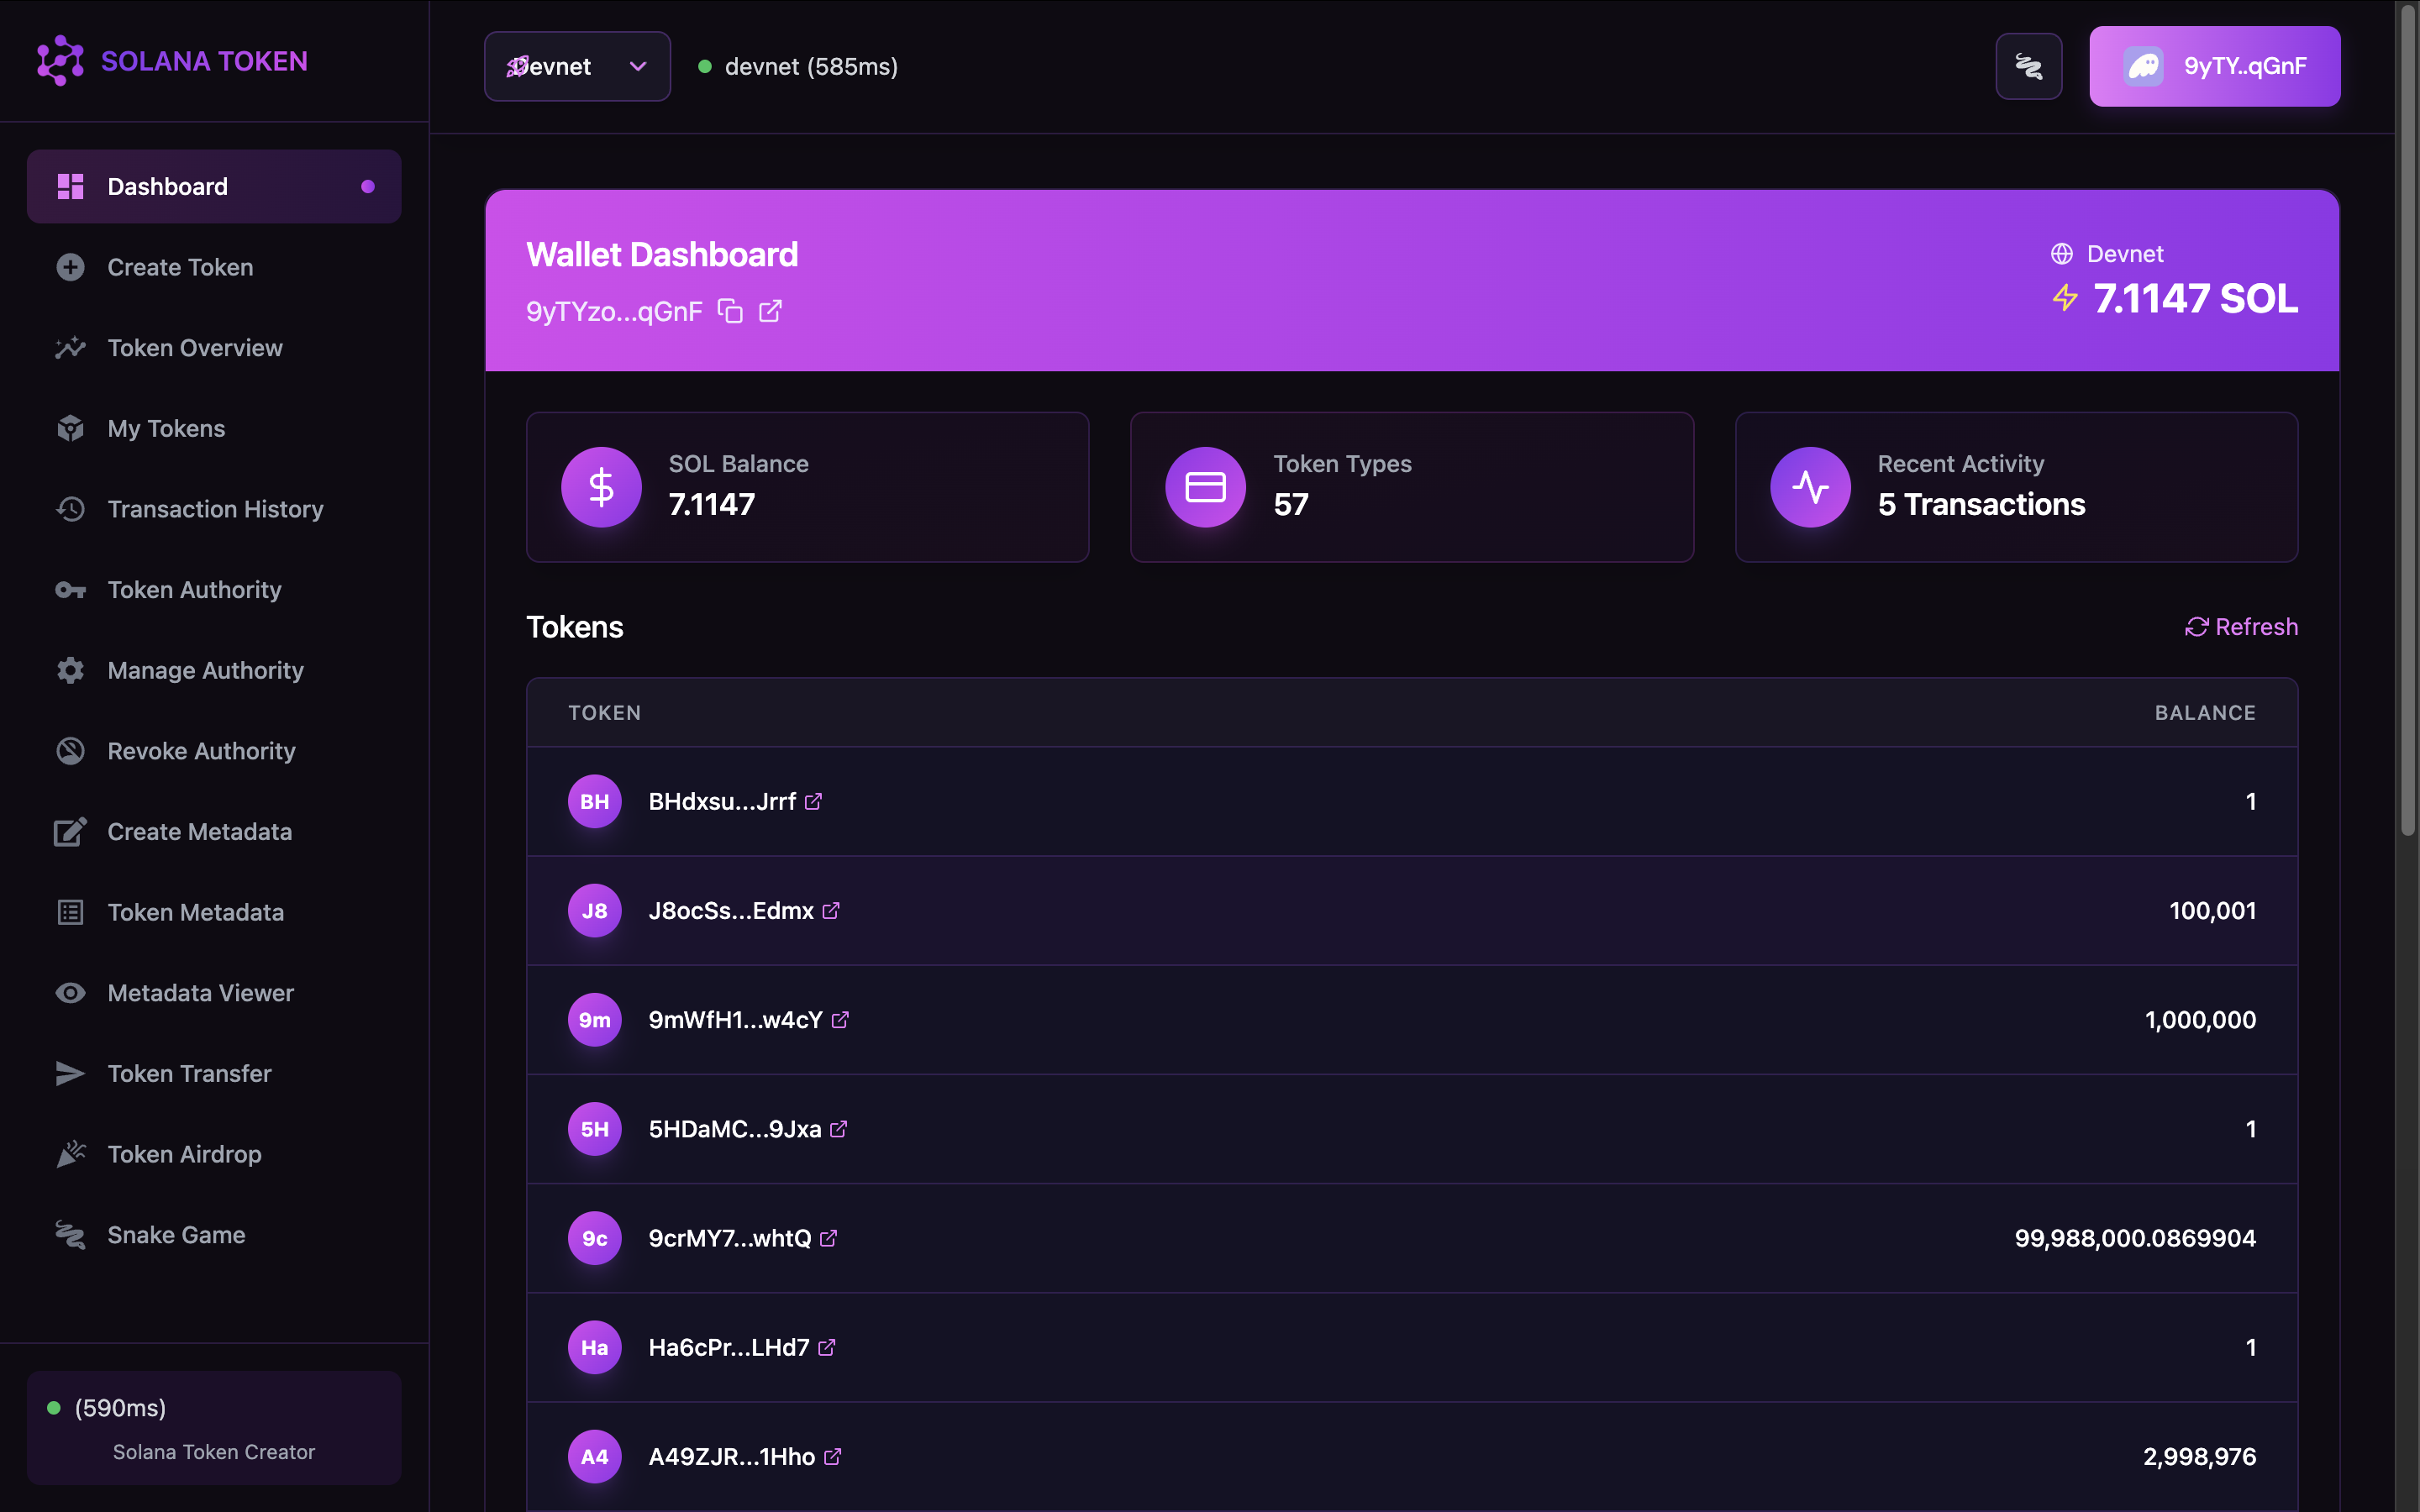 SOLANA TOKEN
Dashboard
Create Token
Token Overview
My Tokens
Transaction History
Token Authority
Manage Authority
Revoke Authority
Create Metadata
Token Metadata
Metadata Viewer
Token Transfer
Token Airdrop
Snake Game
(590ms)
Solana Token Creator
Devnet
devnet (585ms)
9yTY..qGnF
Wallet Dashboard
9yTYzo...qGnF
Devnet
7.1147 SOL
SOL Balance
7.1147
Token Types
57
Recent Activity
5 Transactions
Tokens
Refresh
TOKEN BALANCE
BH BHdxsu...Jrrf 1
J8 J8ocSs...Edmx 100,001
9m 9mWfH1...w4cY 1,000,000
5H 5HDaMC...9Jxa 1
9c 9crMY7...whtQ 99,988,000.0869904
Ha Ha6cPr...LHd7 1
A4 A49ZJR...1Hho 2,998,976